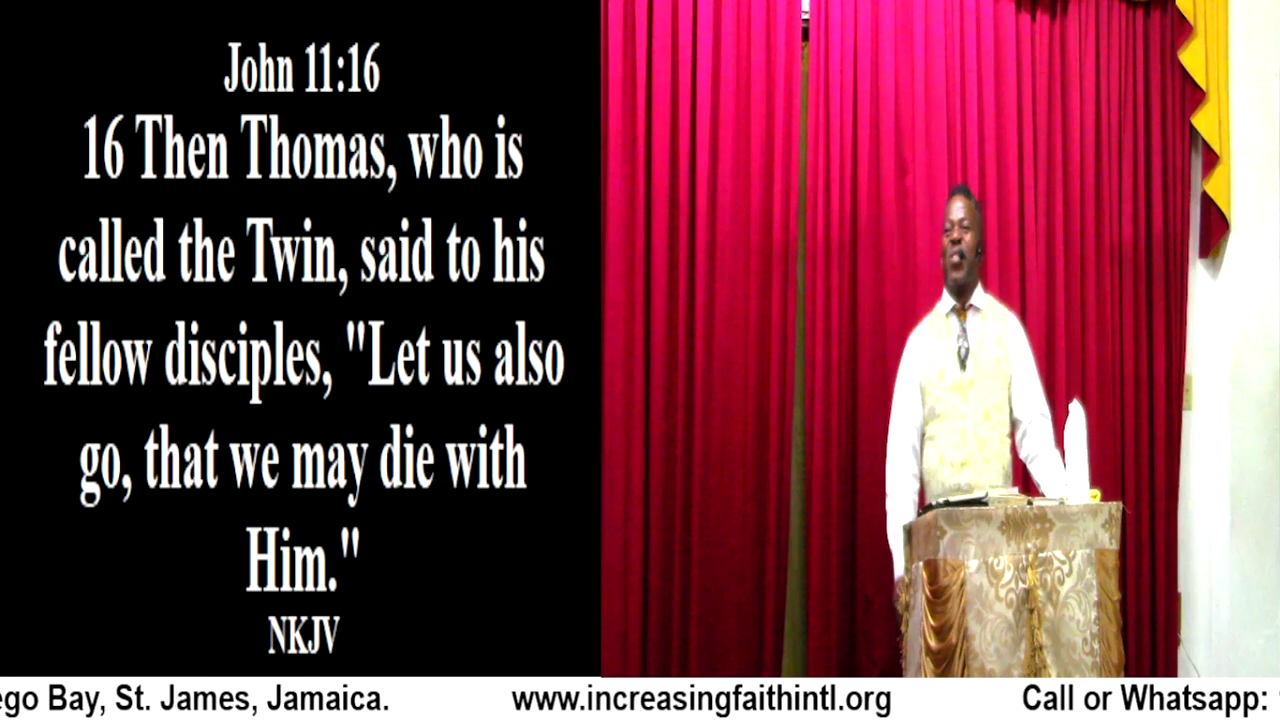 John 11:16
16 Then Thomas, who is
called the Twin, said to his
fellow disciples, "Let us also
go, that we may die with
Him."
NKJV
ego Bay, St. James, Jamaica. www.increasingfaithintl.org Call or Whatsapp: